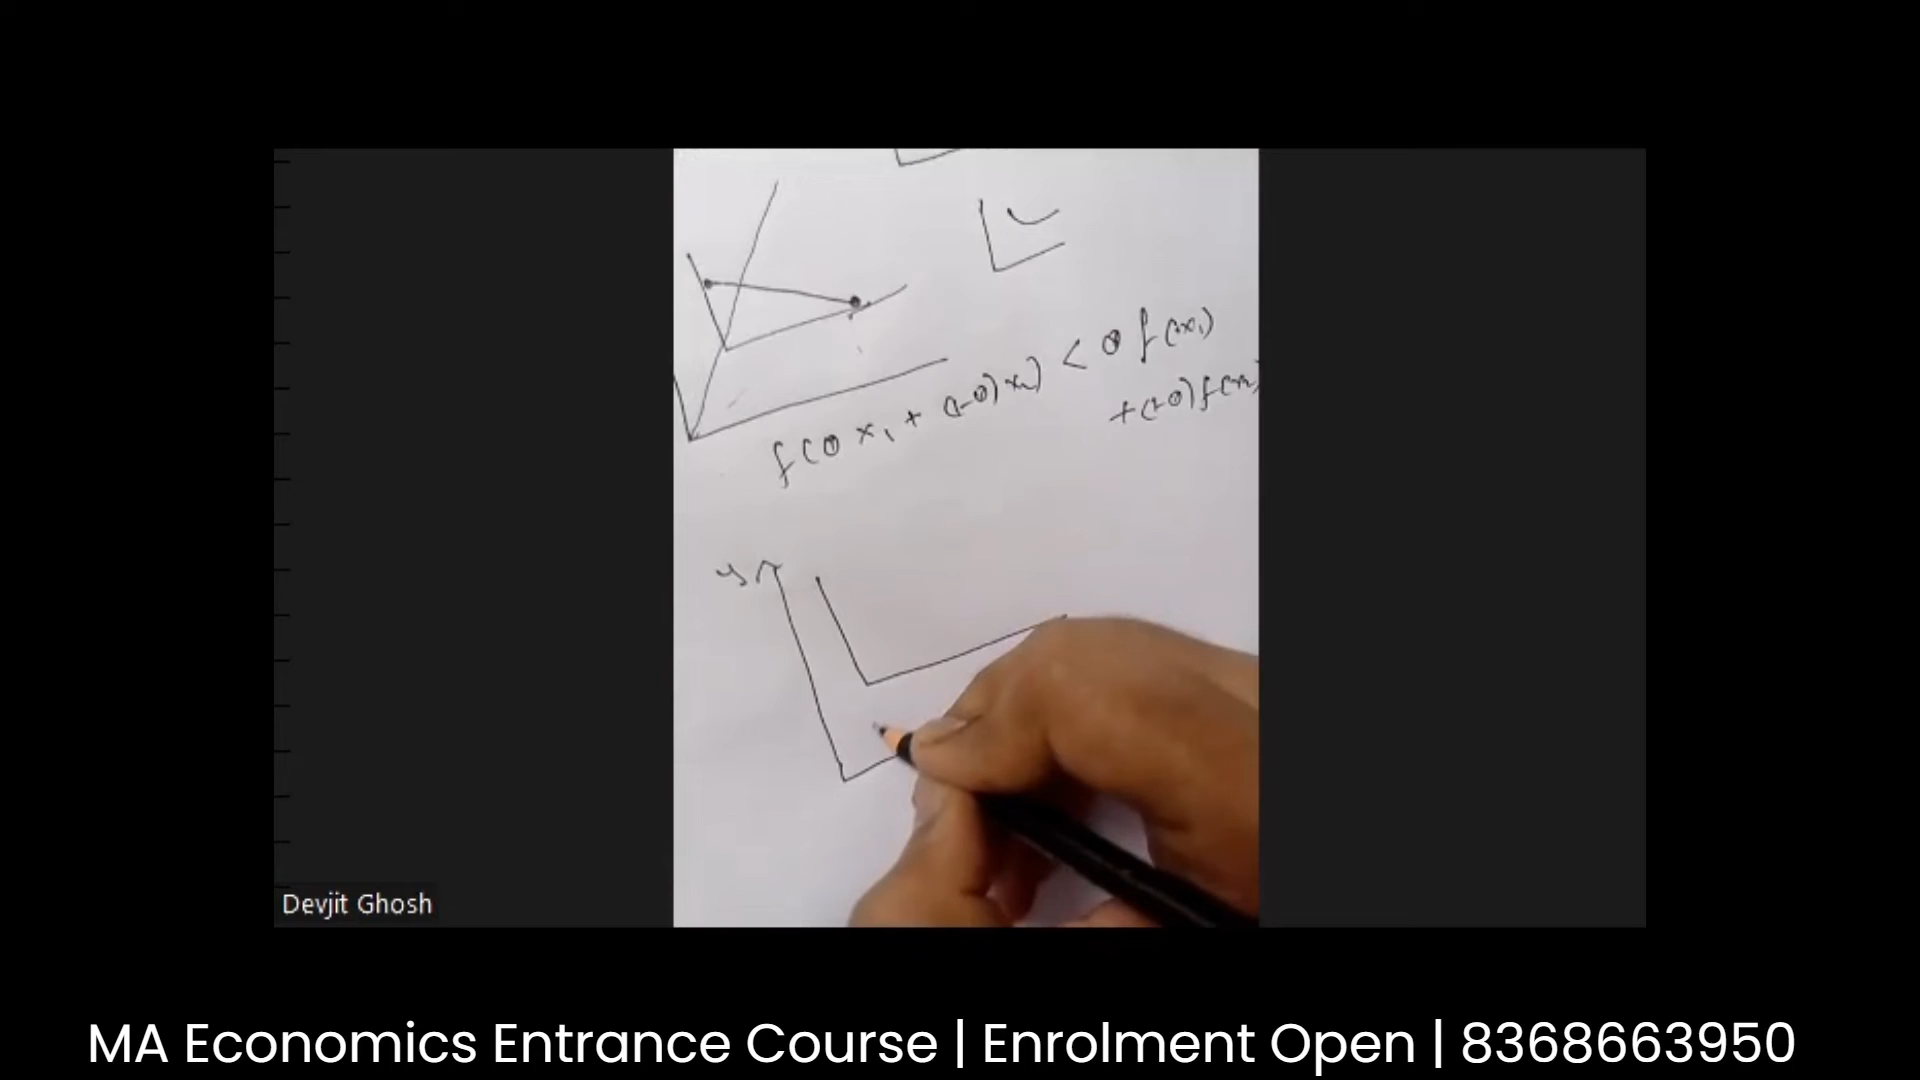 f(θx₁ + (1-θ)x₂) < θ f(x₁)
+(1-θ)f(x₂)
y
Devjit Ghosh
MA Economics Entrance Course | Enrolment Open | 8368663950